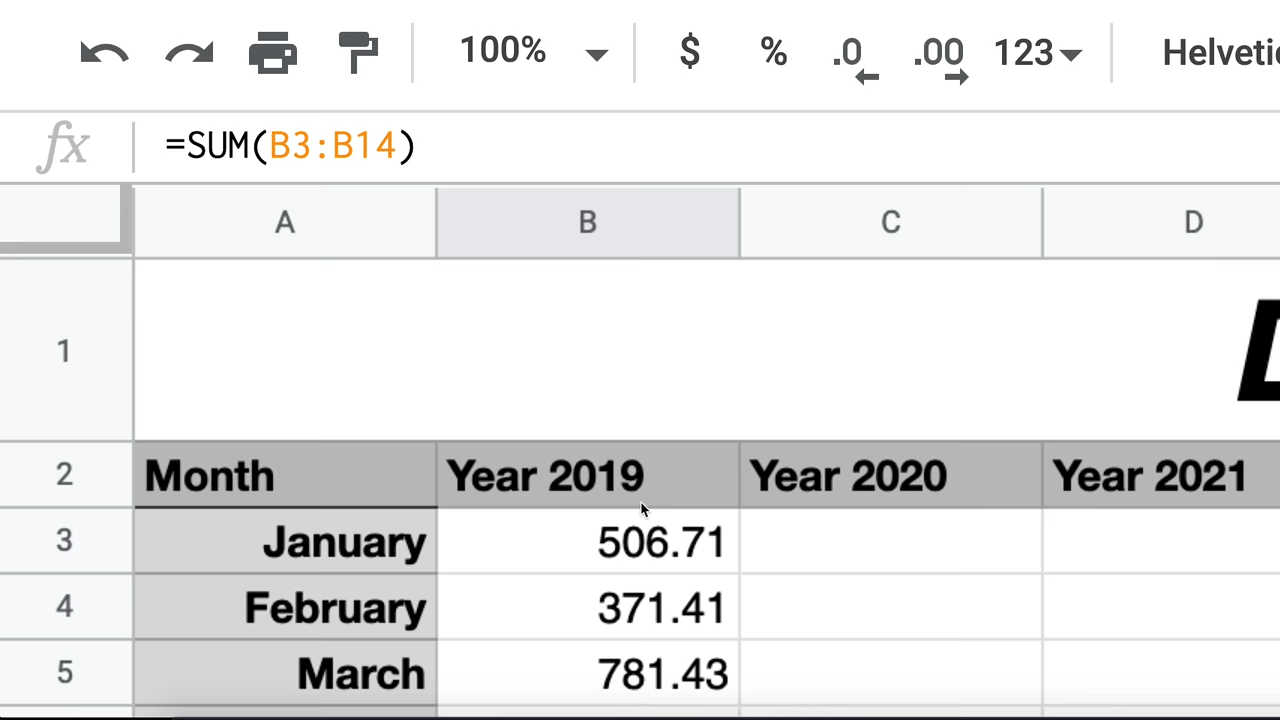 100% $ % .0 .00 123 Helvetic
fx =SUM(B3:B14)
A B C D
1
2 Month Year 2019 Year 2020 Year 2021
3 January 506.71
4 February 371.41
5 March 781.43